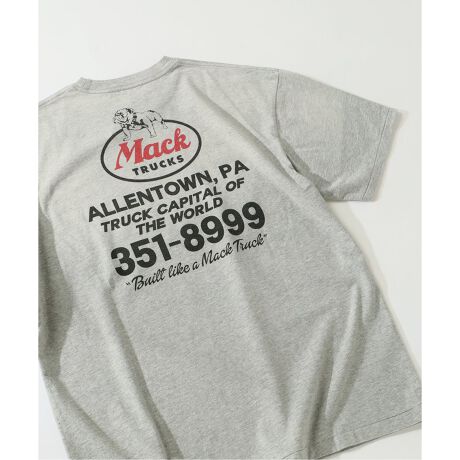 Mack
TRUCKS
ALLENTOWN, PA
TRUCK CAPITAL OF
THE WORLD
351-8999
"Built like a Mack Truck"